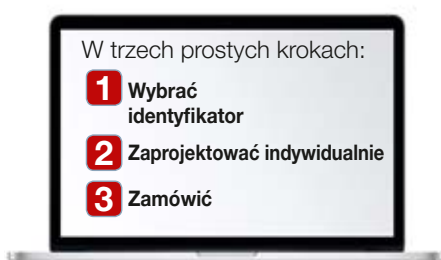 W trzech prostych krokach:
1 Wybrać
identyfikator
2 Zaprojektować indywidualnie
3 Zamówić